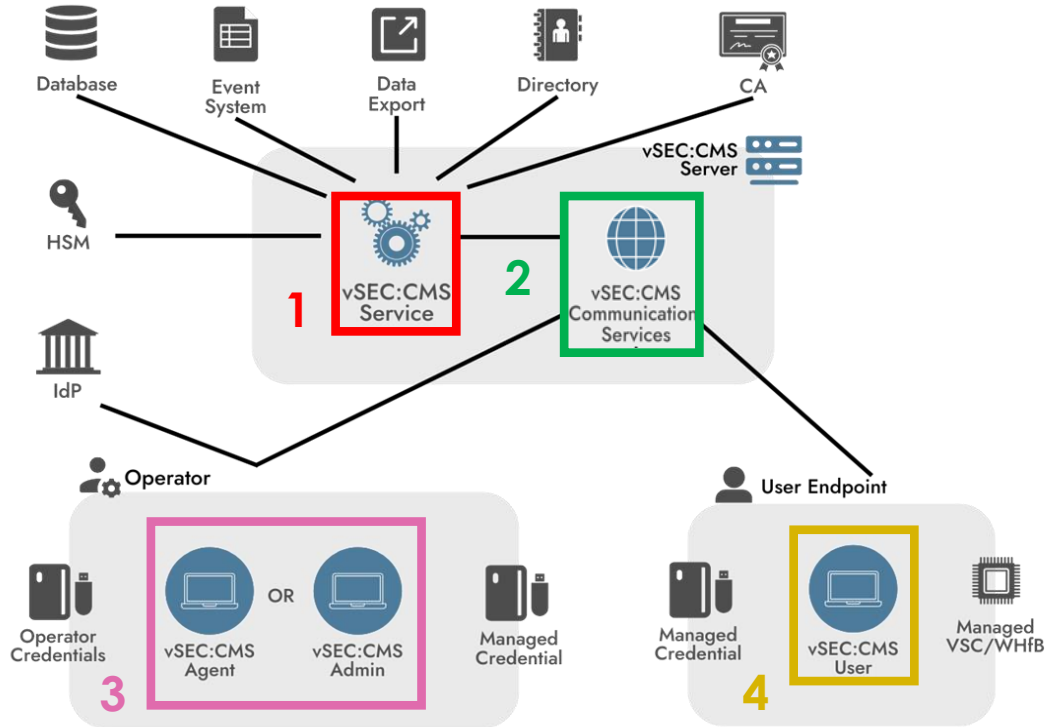 Database
Event
System
Data
Export
Directory
CA
vSEC:CMS
Server
HSM
1
vSEC:CMS
Service
2
vSEC:CMS
Communication
Services
IdP
Operator
User Endpoint
Operator
Credentials
vSEC:CMS
Agent
OR
vSEC:CMS
Admin
Managed
Credential
3
Managed
Credential
vSEC:CMS
User
Managed
VSC/WHfB
4